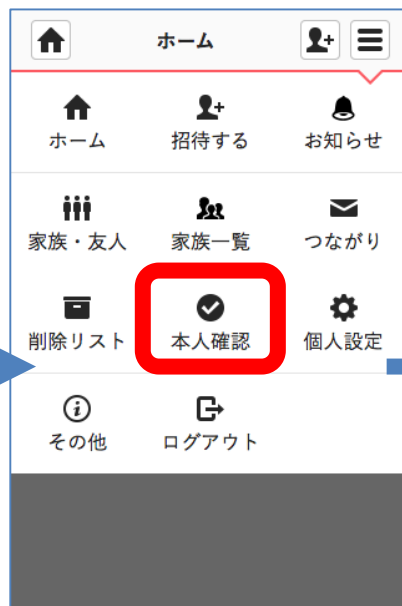 ホーム
ホーム 招待する お知らせ
家族・友人 家族一覧 つながり
削除リスト 本人確認 個人設定
その他 ログアウト